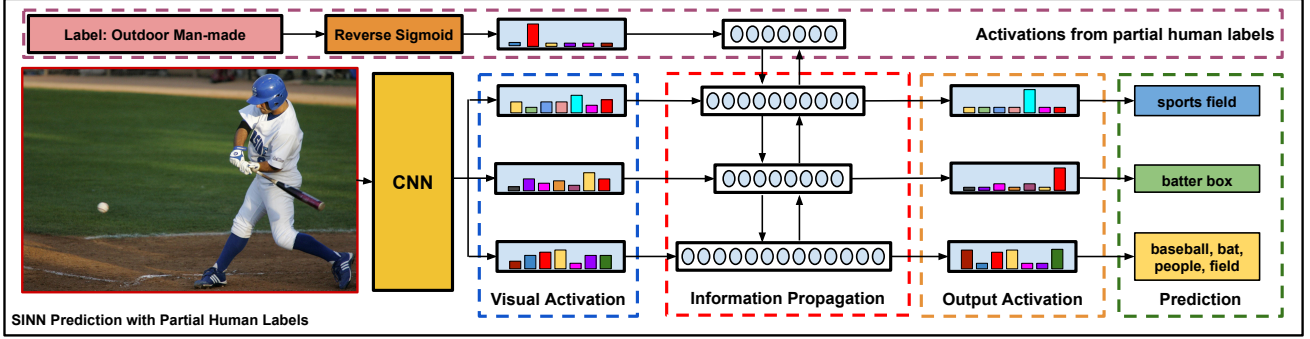 Label: Outdoor Man-made
Reverse Sigmoid
Activations from partial human labels
CNN
sports field
batter box
baseball, bat,
people, field
Visual Activation
Information Propagation
Output Activation
Prediction
SINN Prediction with Partial Human Labels